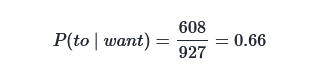 P(to | want) = 608/927 = 0.66